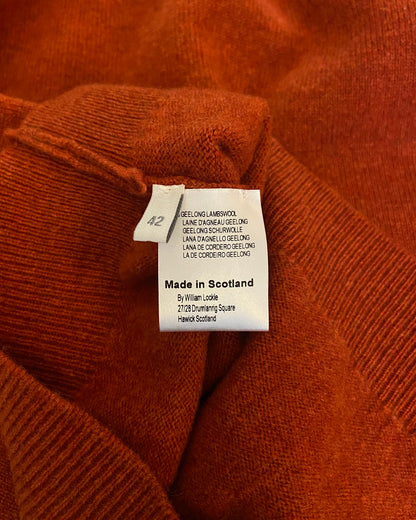 42
GEELONG LAMBSWOOL
LAINE D'AGNEAU GEELONG
GEELONG SCHURWOLLE
LANA D'AGNELLO GEELONG
LANA DE CORDERO GEELONG
LA DE CORDEIRO GEELONG
Made in Scotland
By William Lockie
27/28 Drumlanrig Square
Hawick Scotland